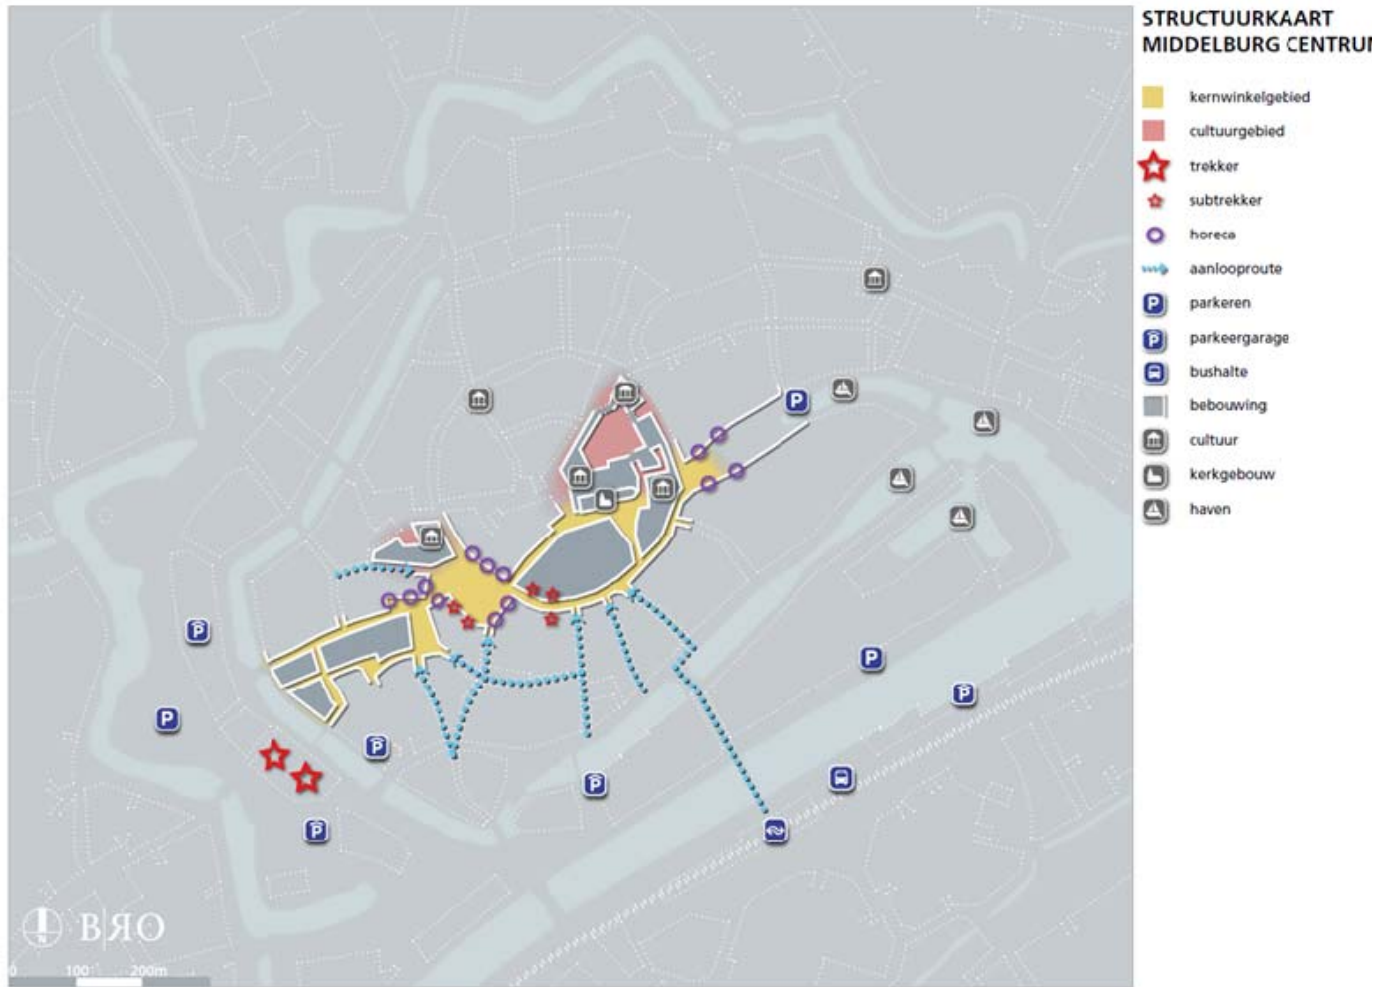 STRUCTUURKAART
MIDDELBURG CENTRU
kernwinkelgebied
cultuurgebied
trekker
subtrekker
horeca
aanlooproute
parkeren
parkeergarage
bushalte
bebouwing
cultuur
kerkgebouw
haven
P
P
P
P
P
P
P
P
BRO
0 100 200m